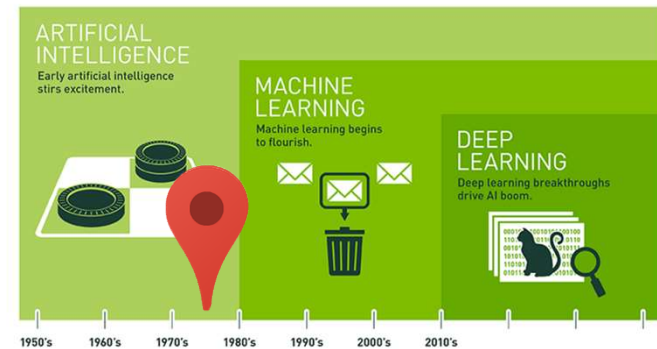 ARTIFICIAL
INTELLIGENCE
Early artificial intelligence
stirs excitement.
MACHINE
LEARNING
Machine learning begins
to flourish.
DEEP
LEARNING
Deep learning breakthroughs
drive AI boom.
1950's 1960's 1970's 1980's 1990's 2000's 2010's